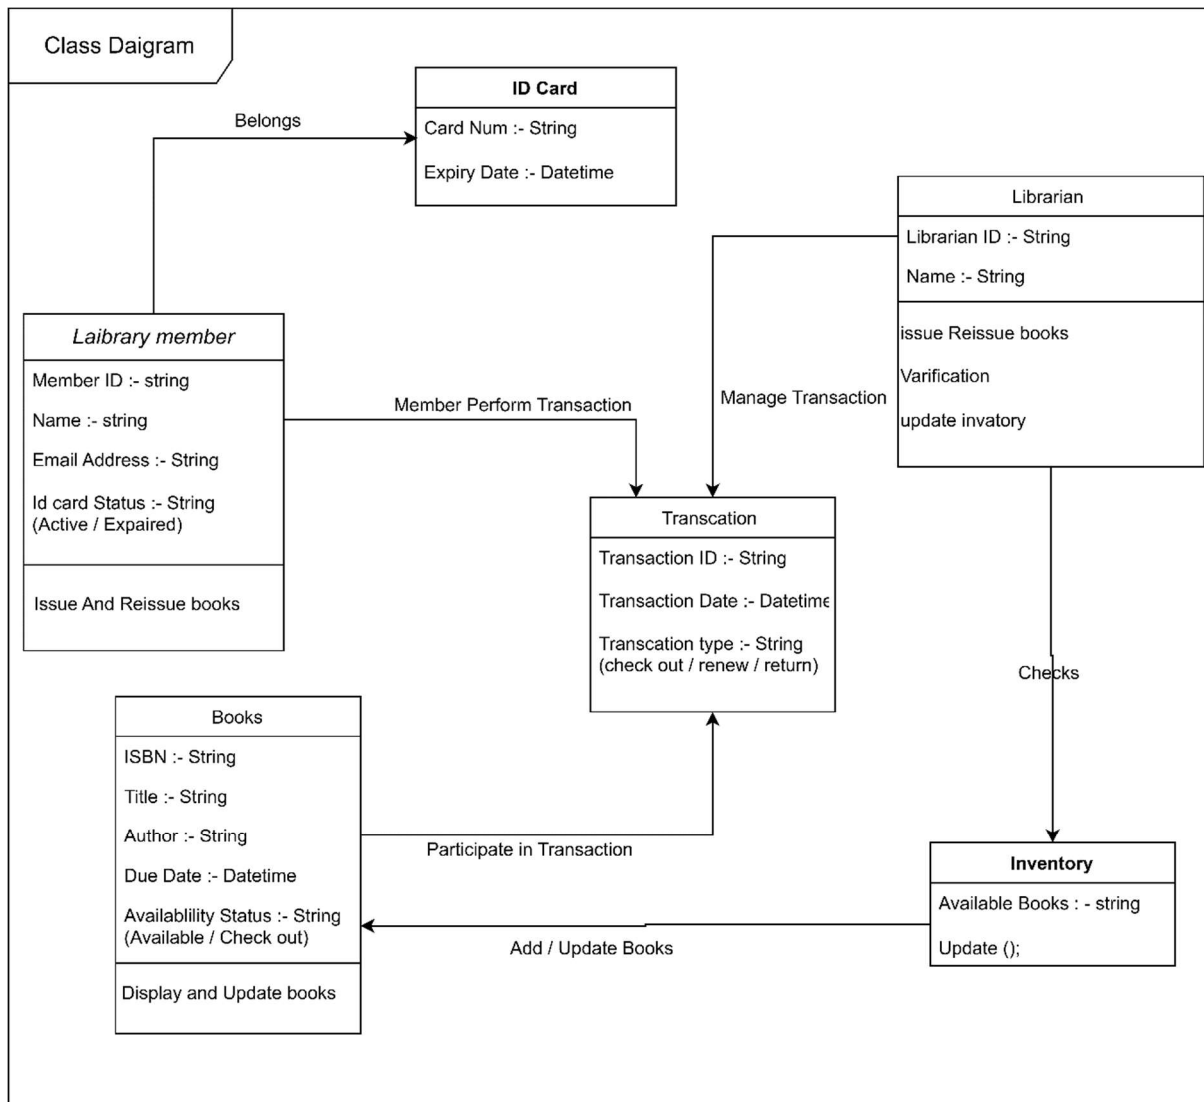 Class Daigram
ID Card
Card Num :- String
Expiry Date :- Datetime
Belongs
Librarian
Librarian ID :- String
Name :- String
issue Reissue books
Varification
update invatory
Laibrary member
Member ID :- string
Name :- string
Email Address :- String
Id card Status :- String
(Active / Expaired)
Issue And Reissue books
Member Perform Transaction
Manage Transaction
Transcation
Transaction ID :- String
Transaction Date :- Datetime
Transcation type :- String
(check out / renew / return)
Checks
Books
ISBN :- String
Title :- String
Author :- String
Due Date :- Datetime
Availablility Status :- String
(Available / Check out)
Display and Update books
Participate in Transaction
Inventory
Available Books : - string
Update ();
Add / Update Books